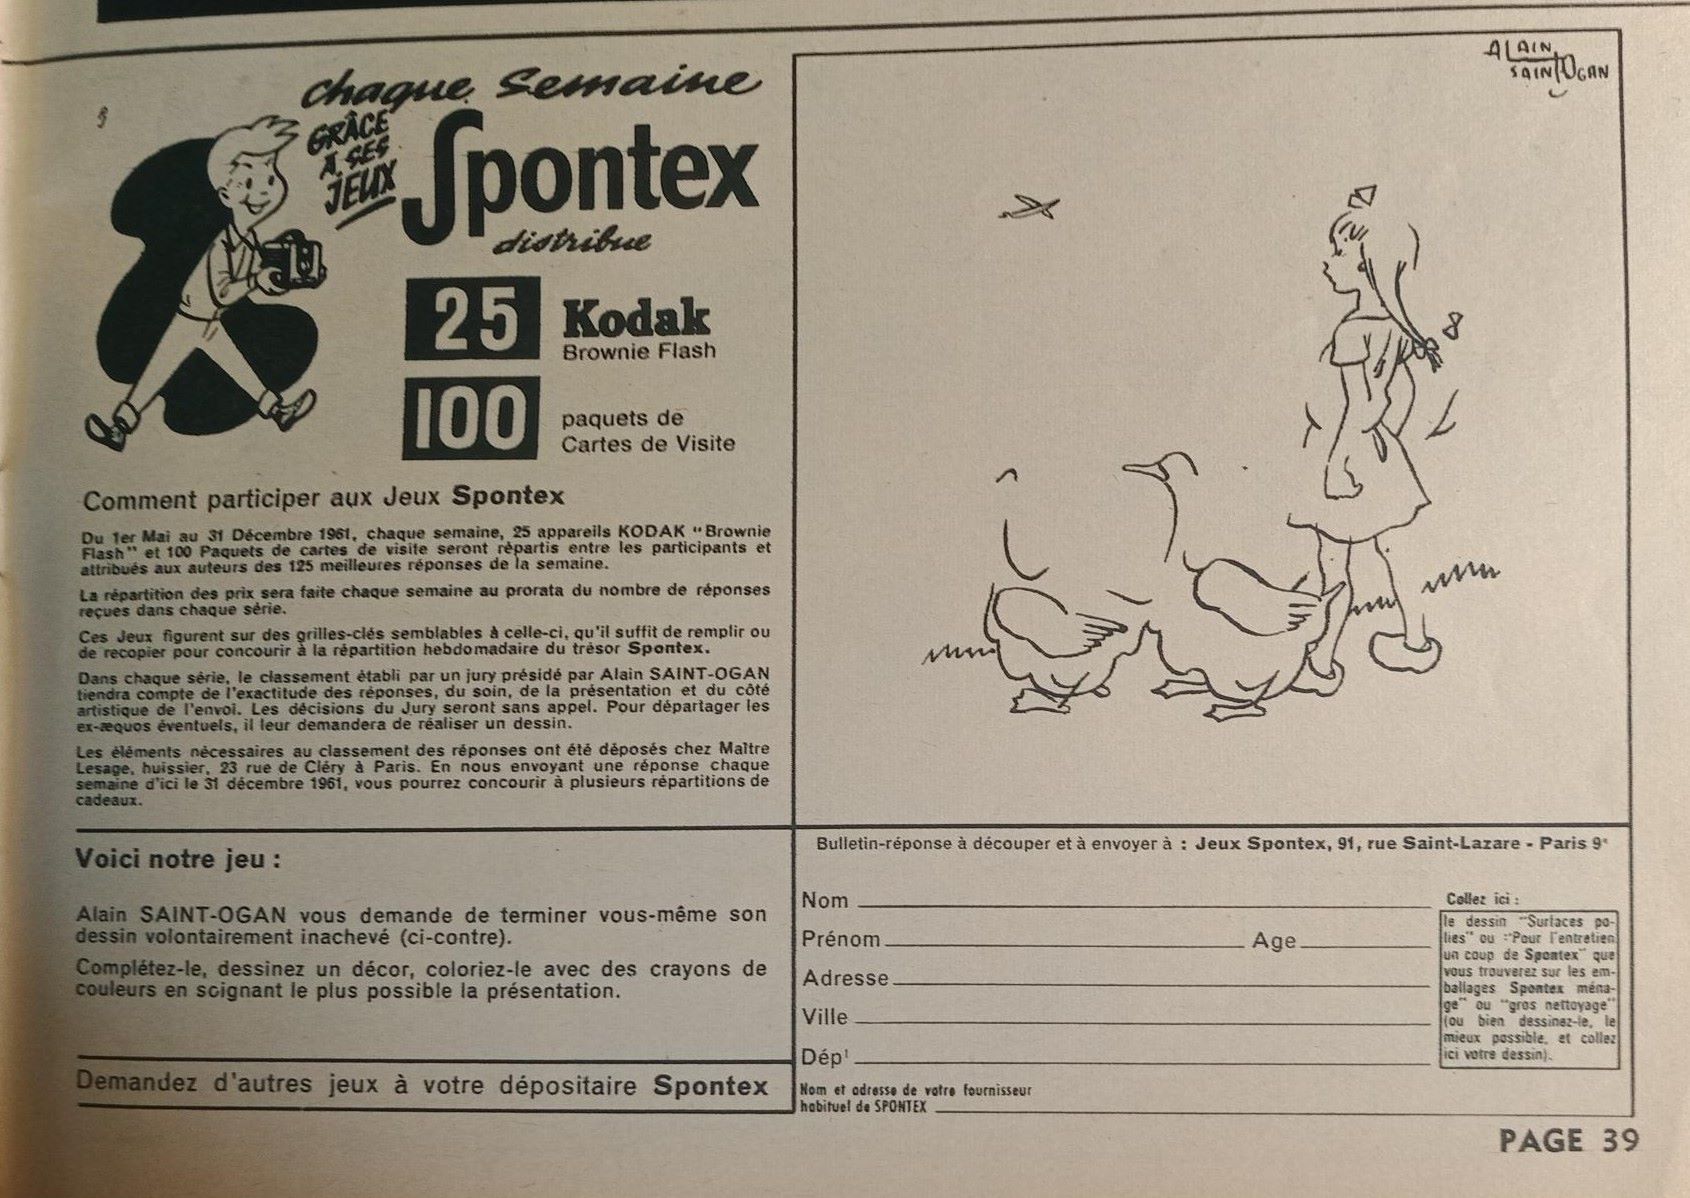 chaque semaine
GRÂCE
À SES
JEUX
Spontex
distribue
25 Kodak
Brownie Flash
100 paquets de
Cartes de Visite
Comment participer aux Jeux Spontex
Du 1er Mai au 31 Décembre 1961, chaque semaine, 25 appareils KODAK "Brownie
Flash" et 100 Paquets de cartes de visite seront répartis entre les participants et
attribués aux auteurs des 125 meilleures réponses de la semaine.
La répartition des prix sera faite chaque semaine au prorata du nombre de réponses
reçues dans chaque série.
Ces Jeux figurent sur des grilles-clés semblables à celle-ci, qu'il suffit de remplir ou
de recopier pour concourir à la répartition hebdomadaire du trésor Spontex.
Dans chaque série, le classement établi par un jury présidé par Alain SAINT-OGAN
tiendra compte de l'exactitude des réponses, du soin, de la présentation et du côté
artistique de l'envoi. Les décisions du Jury seront sans appel. Pour départager les
ex-æquos éventuels, il leur demandera de réaliser un dessin.
Les éléments nécessaires au classement des réponses ont été déposés chez Maître
Lesage, huissier, 23 rue de Cléry à Paris. En nous envoyant une réponse chaque
semaine d'ici le 31 décembre 1961, vous pourrez concourir à plusieurs répartitions de
cadeaux.
Voici notre jeu :
Alain SAINT-OGAN vous demande de terminer vous-même son
dessin volontairement inachevé (ci-contre).
Complétez-le, dessinez un décor, coloriez-le avec des crayons de
couleurs en soignant le plus possible la présentation.
Demandez d'autres jeux à votre dépositaire Spontex
ALAIN
SAINT-OGAN
Bulletin-réponse à découper et à envoyer à : Jeux Spontex, 91, rue Saint-Lazare - Paris 9e
Nom
Prénom Age
Adresse
Ville
Dépt
Nom et adresse de votre fournisseur
habituel de SPONTEX
Collez ici :
le dessin "Surfaces po-
lies" ou "Pour l'entretien
un coup de Spontex" que
vous trouverez sur les em-
ballages Spontex ména-
ge" ou "gros nettoyage"
(ou bien dessinez-le, le
mieux possible, et collez
ici votre dessin).
PAGE 39